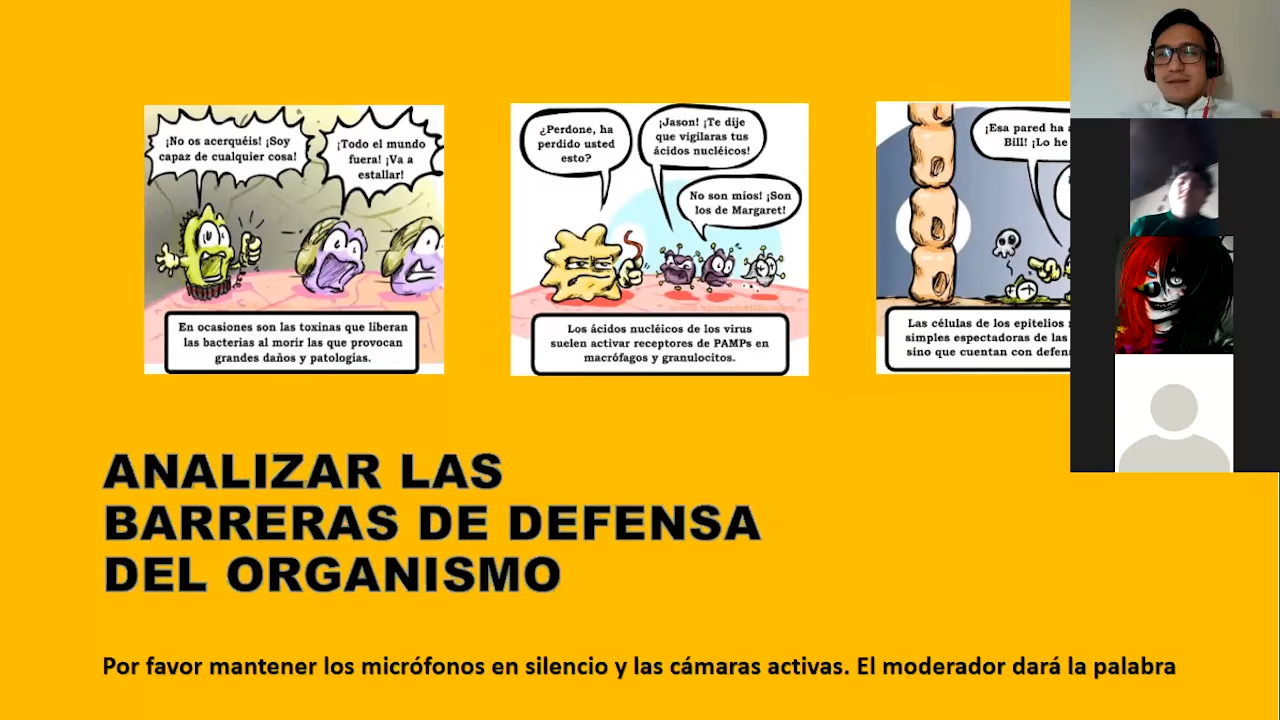 ¡No os acerquéis! ¡Soy
capaz de cualquier cosa!
¡Todo el mundo
fuera! ¡Va a
estallar!
En ocasiones son las toxinas que liberan
las bacterias al morir las que provocan
grandes daños y patologías.
¿Perdone, ha
perdido usted
esto?
¡Jason! ¡Te dije
que vigilaras tus
ácidos nucléicos!
No son míos! ¡Son
los de Margaret!
Los ácidos nucléicos de los virus
suelen activar receptores de PAMPs en
macrófagos y granulocitos.
¡Esa pared ha
Bill! ¡Lo he
Las células de los epitelios
simples espectadoras de las
sino que cuentan con
ANALIZAR LAS
BARRERAS DE DEFENSA
DEL ORGANISMO
Por favor mantener los micrófonos en silencio y las cámaras activas. El moderador dará la palabra